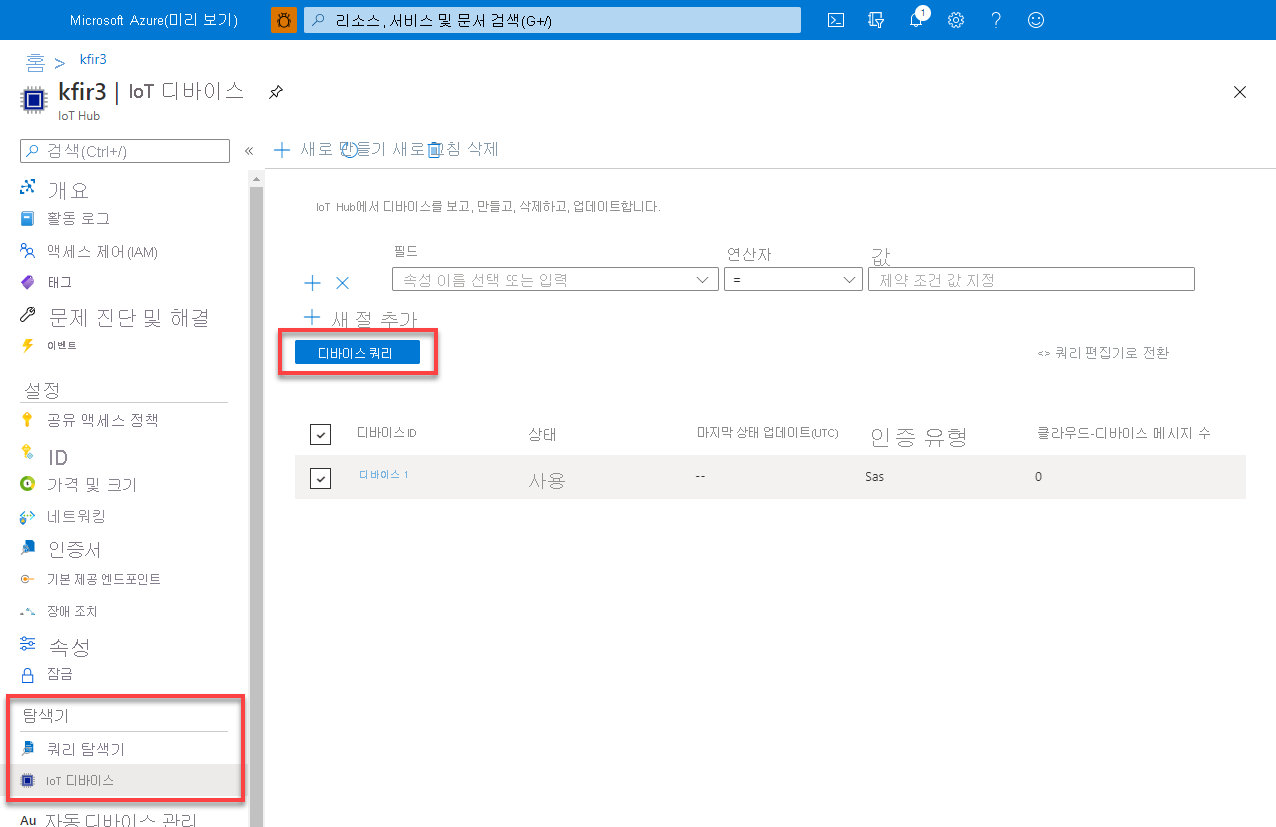 Microsoft Azure(미리 보기)
리소스, 서비스 및 문서 검색(G+/)
1
홈 > kfir3
kfir3 | IoT 디바이스
IoT Hub
검색(Ctrl+/)
«
새로 만들기 새로 고침 삭제
개요
활동 로그
액세스 제어(IAM)
태그
문제 진단 및 해결
이벤트
설정
공유 액세스 정책
ID
가격 및 크기
네트워킹
인증서
기본 제공 엔드포인트
장애 조치
속성
잠금
탐색기
쿼리 탐색기
IoT 디바이스
Au 자동 디바이스 관리
IoT Hub에서 디바이스를 보고, 만들고, 삭제하고, 업데이트합니다.
필드 연산자 값
속성 이름 선택 또는 입력 = 제약 조건 값 지정
새 절 추가
디바이스 쿼리
<> 쿼리 편집기로 전환
디바이스 ID 상태 마지막 상태 업데이트(UTC) 인증 유형 클라우드-디바이스 메시지 수
디바이스 1 사용 -- Sas 0